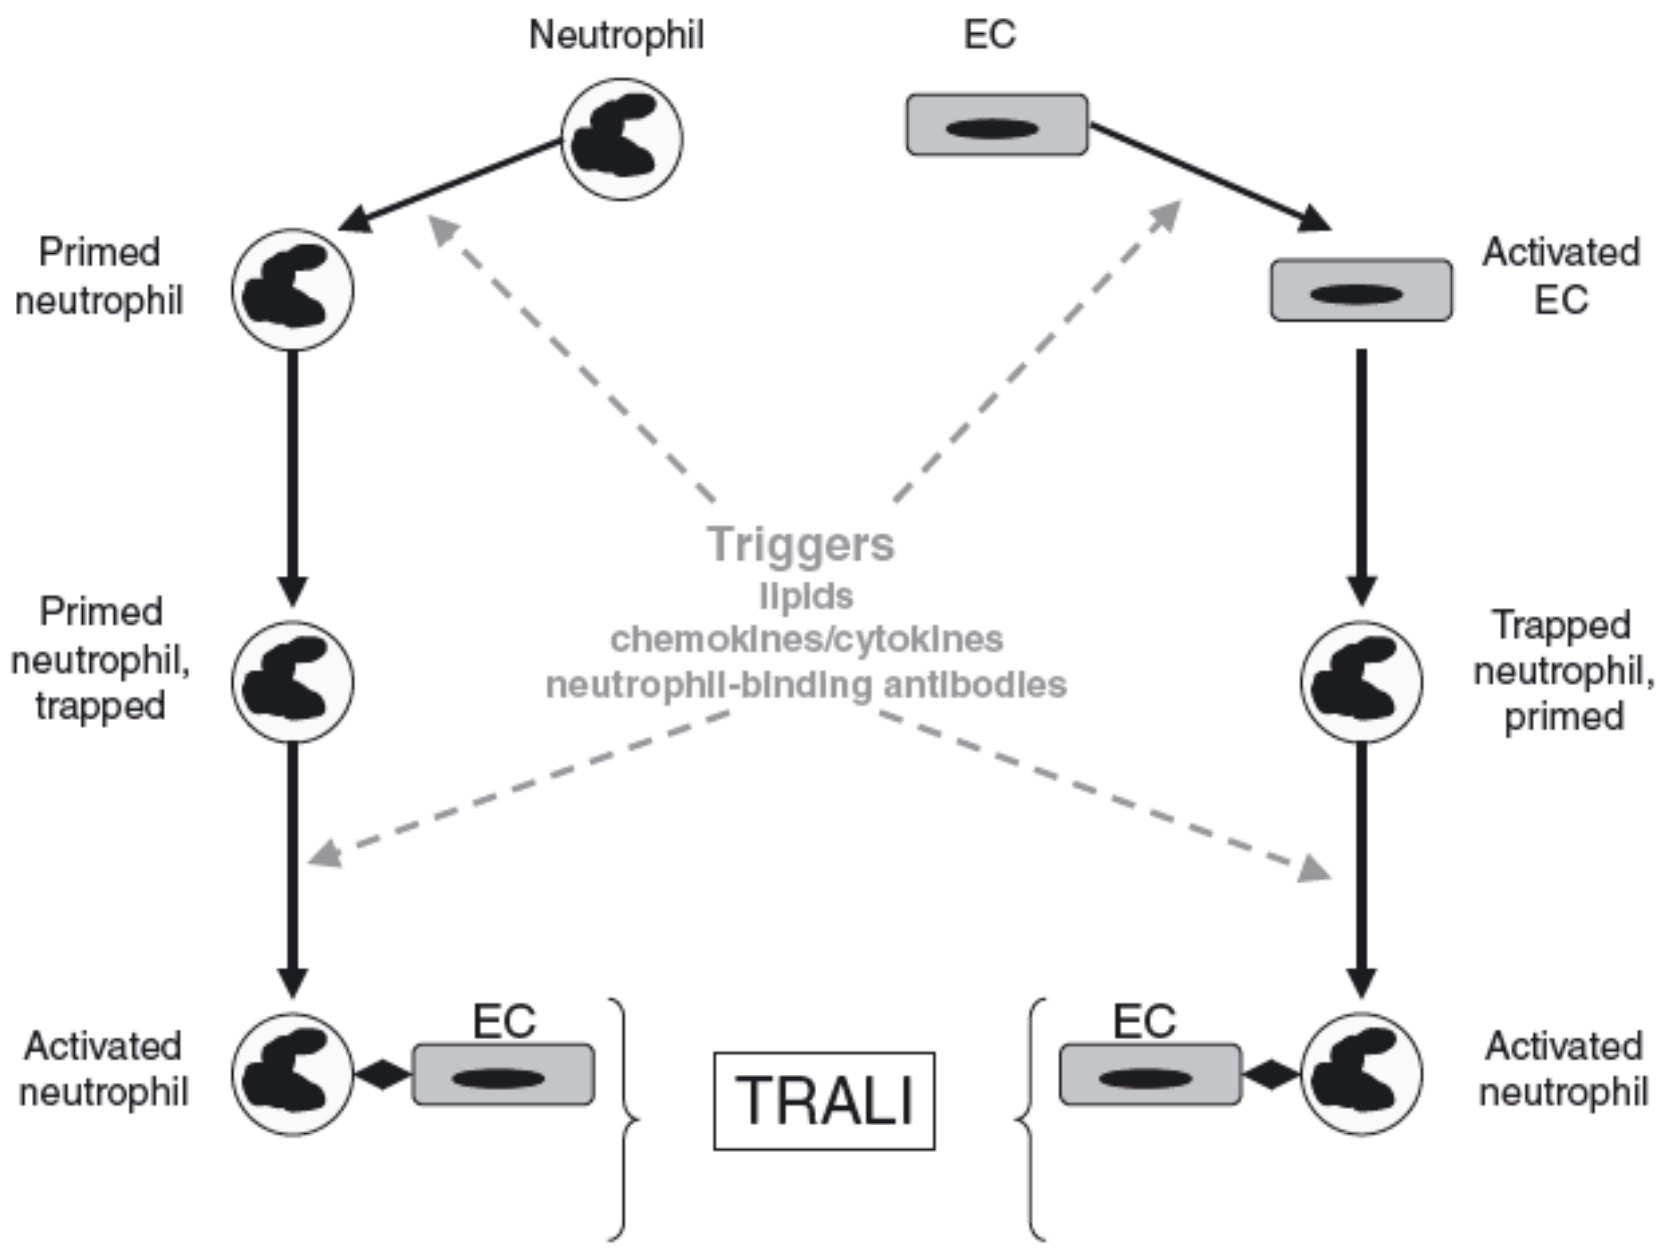 Neutrophil
EC
Primed
neutrophil
Activated
EC
Triggers
lipids
chemokines/cytokines
neutrophil-binding antibodies
Primed
neutrophil,
trapped
Trapped
neutrophil,
primed
Activated
neutrophil
EC
TRALI
EC
Activated
neutrophil